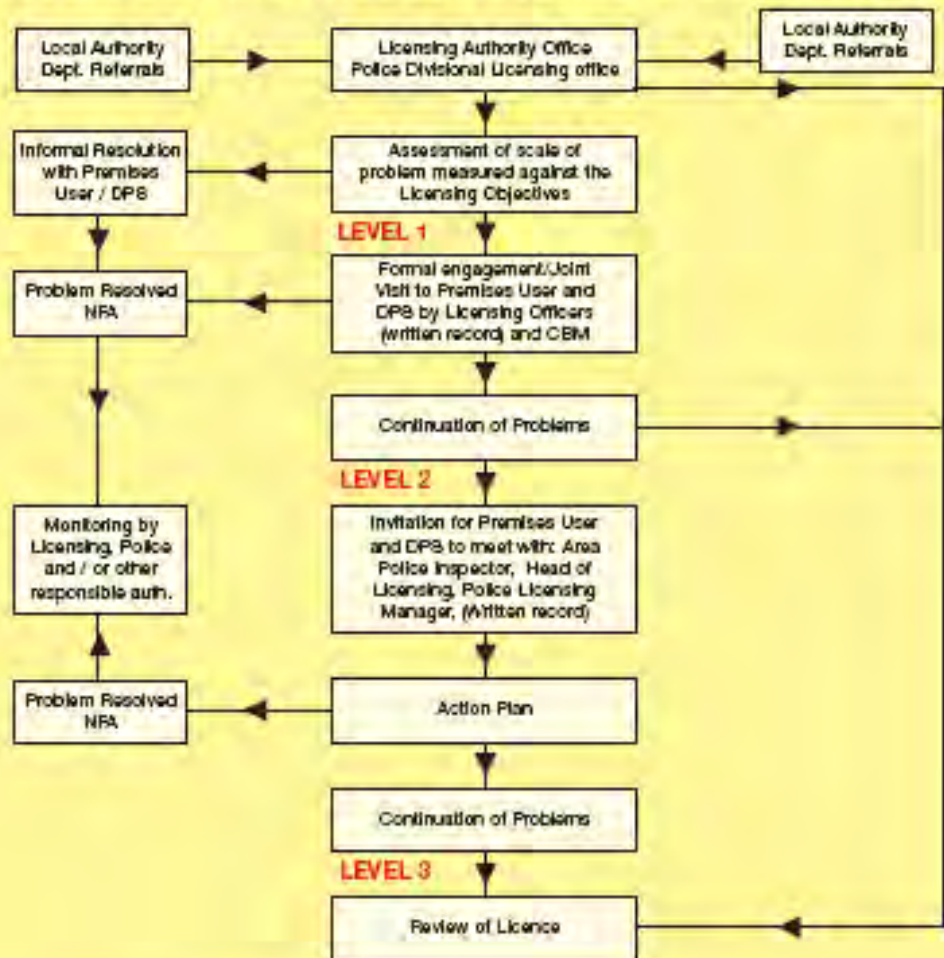 Local Authority
Dept. Referrals
Licensing Authority Office
Police Divisional Licensing office
Local Authority
Dept. Referrals
Informal Resolution
with Premises
User / DPS
Assessment of scale of
problem measured against the
Licensing Objectives
LEVEL 1
Problem Resolved
NFA
Formal engagement/Joint
Visit to Premises User and
DPS by Licensing Officers
(written record) and CBM
Continuation of Problems
LEVEL 2
Monitoring by
Licensing, Police
and / or other
responsible auth.
Invitation for Premises User
and DPS to meet with: Area
Police Inspector, Head of
Licensing, Police Licensing
Manager, (Written record)
Problem Resolved
NFA
Action Plan
Continuation of Problems
LEVEL 3
Review of Licence